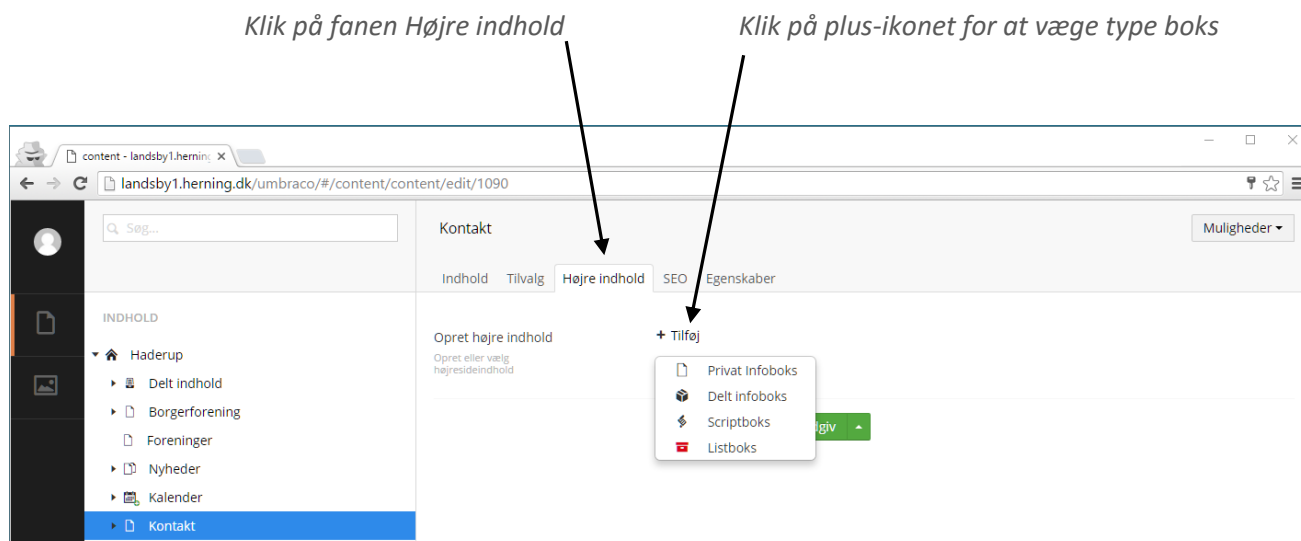 Klik på fanen Højre indhold
Klik på plus-ikonet for at væge type boks
content - landsby1.herning
landsby1.herning.dk/umbraco/#/content/content/edit/1090
Søg...
Kontakt
Muligheder
Indhold Tilvalg Højre indhold SEO Egenskaber
INDHOLD
Haderup
Delt indhold
Borgerforening
Foreninger
Nyheder
Kalender
Kontakt
Opret højre indhold
Opret eller vælg
højresideindhold
+ Tilføj
Privat Infoboks
Delt infoboks
Scriptboks
Listboks